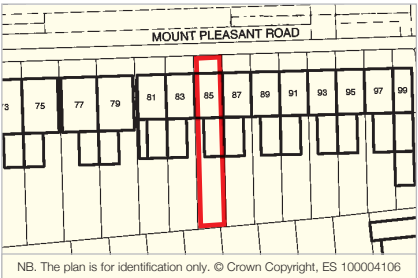 MOUNT PLEASANT ROAD
3 75 77 79 81 83 85 87 89 91 93 95 97 99
NB. The plan is for identification only. © Crown Copyright, ES 100004106